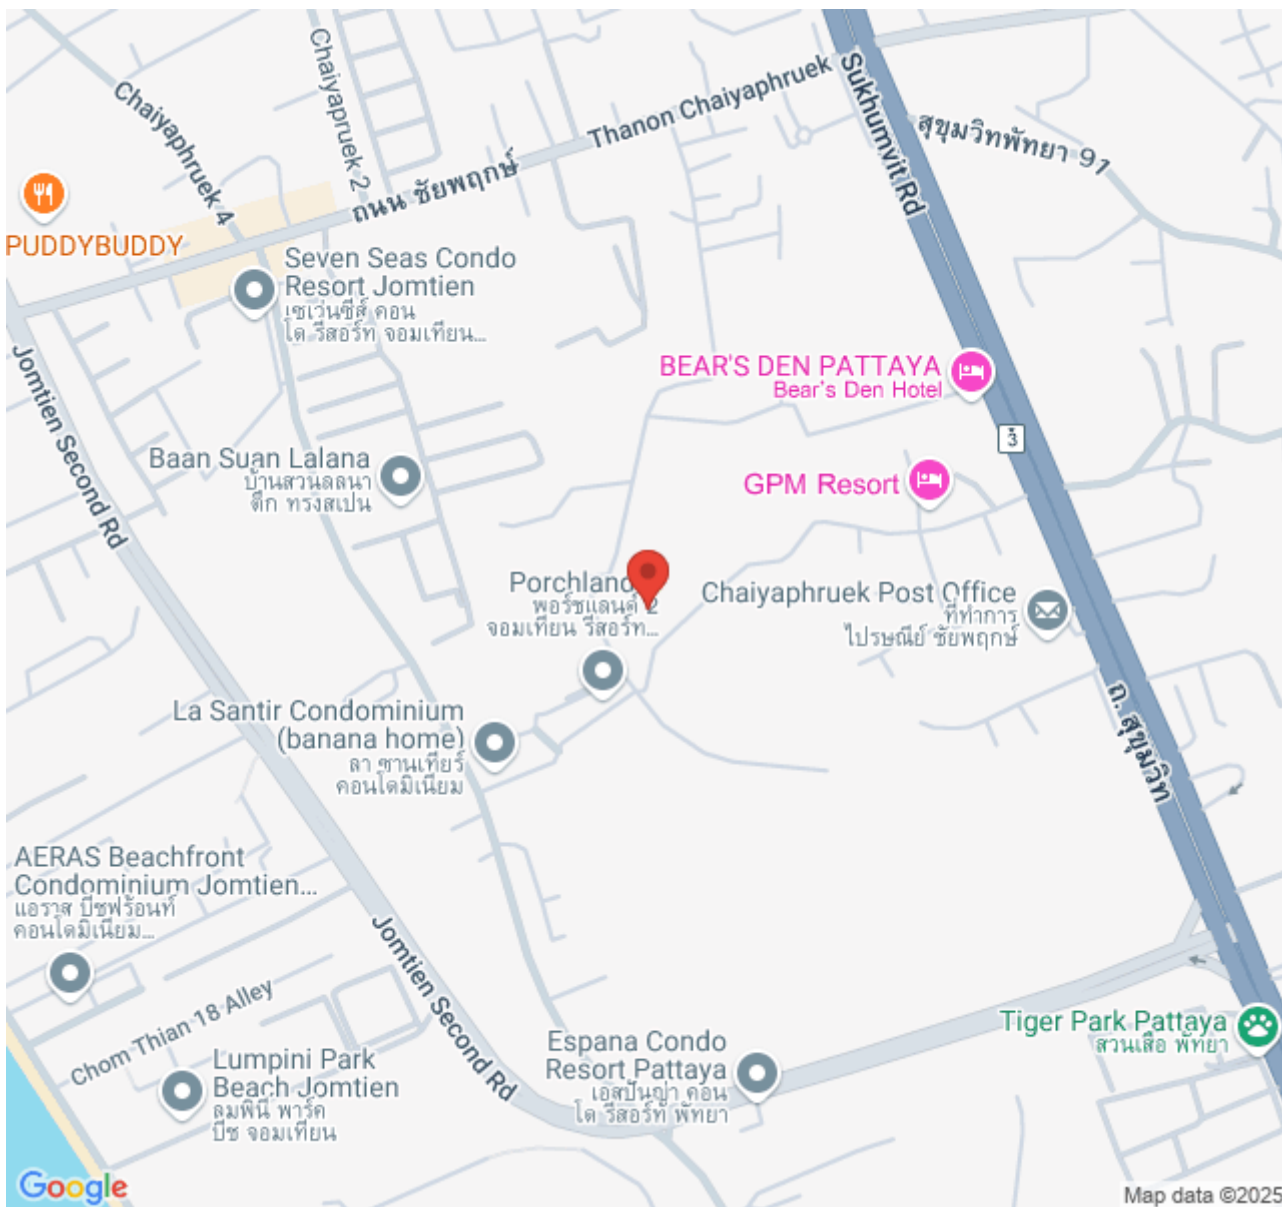 Chaiyaphruek 4
Chaiyapruek 2
Thanon Chaiyaphruek
ถนน ชัยพฤกษ์
Sukhumvit Rd
สุขุมวิทพัทยา 91
PUDDYBUDDY
Seven Seas Condo
Resort Jomtien
เซเว่นซีส์ คอน
โด รีสอร์ท จอมเทียน...
Jomtien Second Rd
BEAR'S DEN PATTAYA
Bear's Den Hotel
3
Baan Suan Lalana
บ้านสวนลลนา
ตึก ทรงสเปน
GPM Resort
Porchland
พอร์ชแลนด์ 2
จอมเทียน รีสอร์ท...
Chaiyaphruek Post Office
ที่ทำการ
ไปรษณีย์ ชัยพฤกษ์
La Santir Condominium
(banana home)
ลา ซานเทียร์
คอนโดมิเนียม
ถ. สุขุมวิท
AERAS Beachfront
Condominium Jomtien...
แอราส บีชฟร้อนท์
คอนโดมิเนียม...
Chom Thian 18 Alley
Jomtien Second Rd
Lumpini Park
Beach Jomtien
ลุมพินี พาร์ค
บีช จอมเทียน
Espana Condo
Resort Pattaya
เอสปันญ่า คอน
โด รีสอร์ท พัทยา
Tiger Park Pattaya
สวนเสือ พัทยา
Google
Map data ©2025